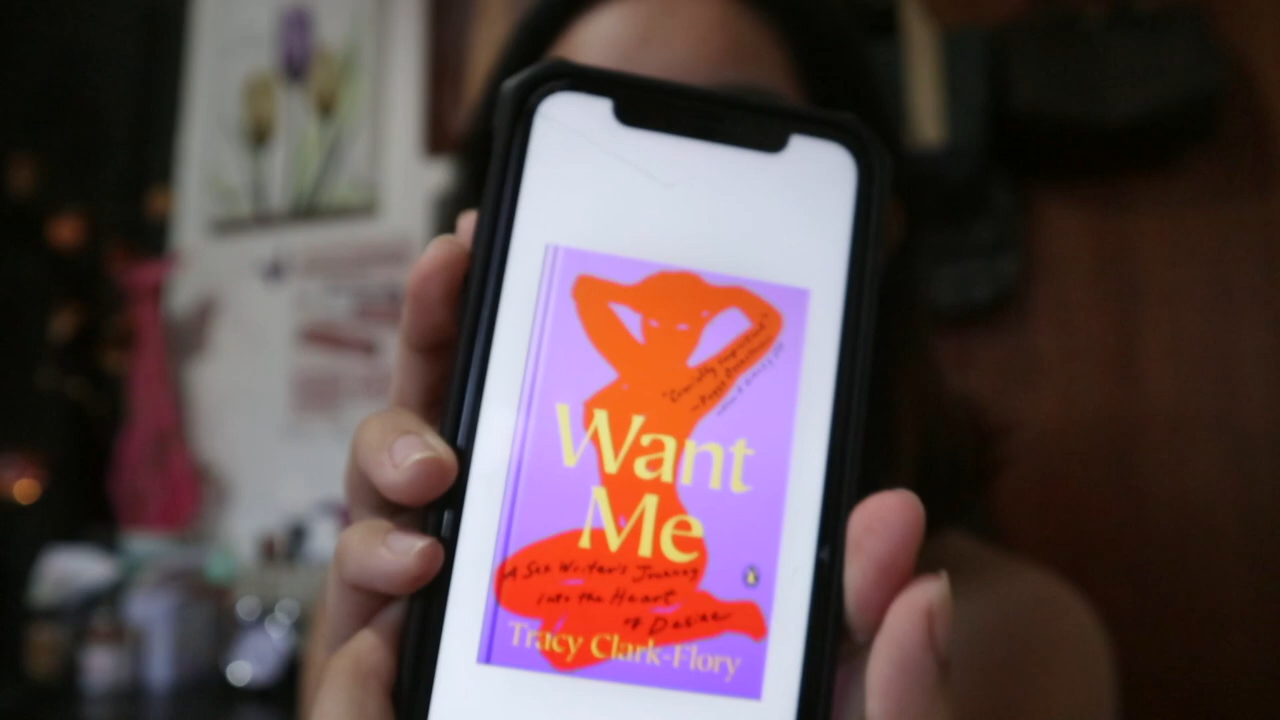 Want
Me
A Sex Writer's Journey
into the Heart
of Desire
Tracy Clark-Flory